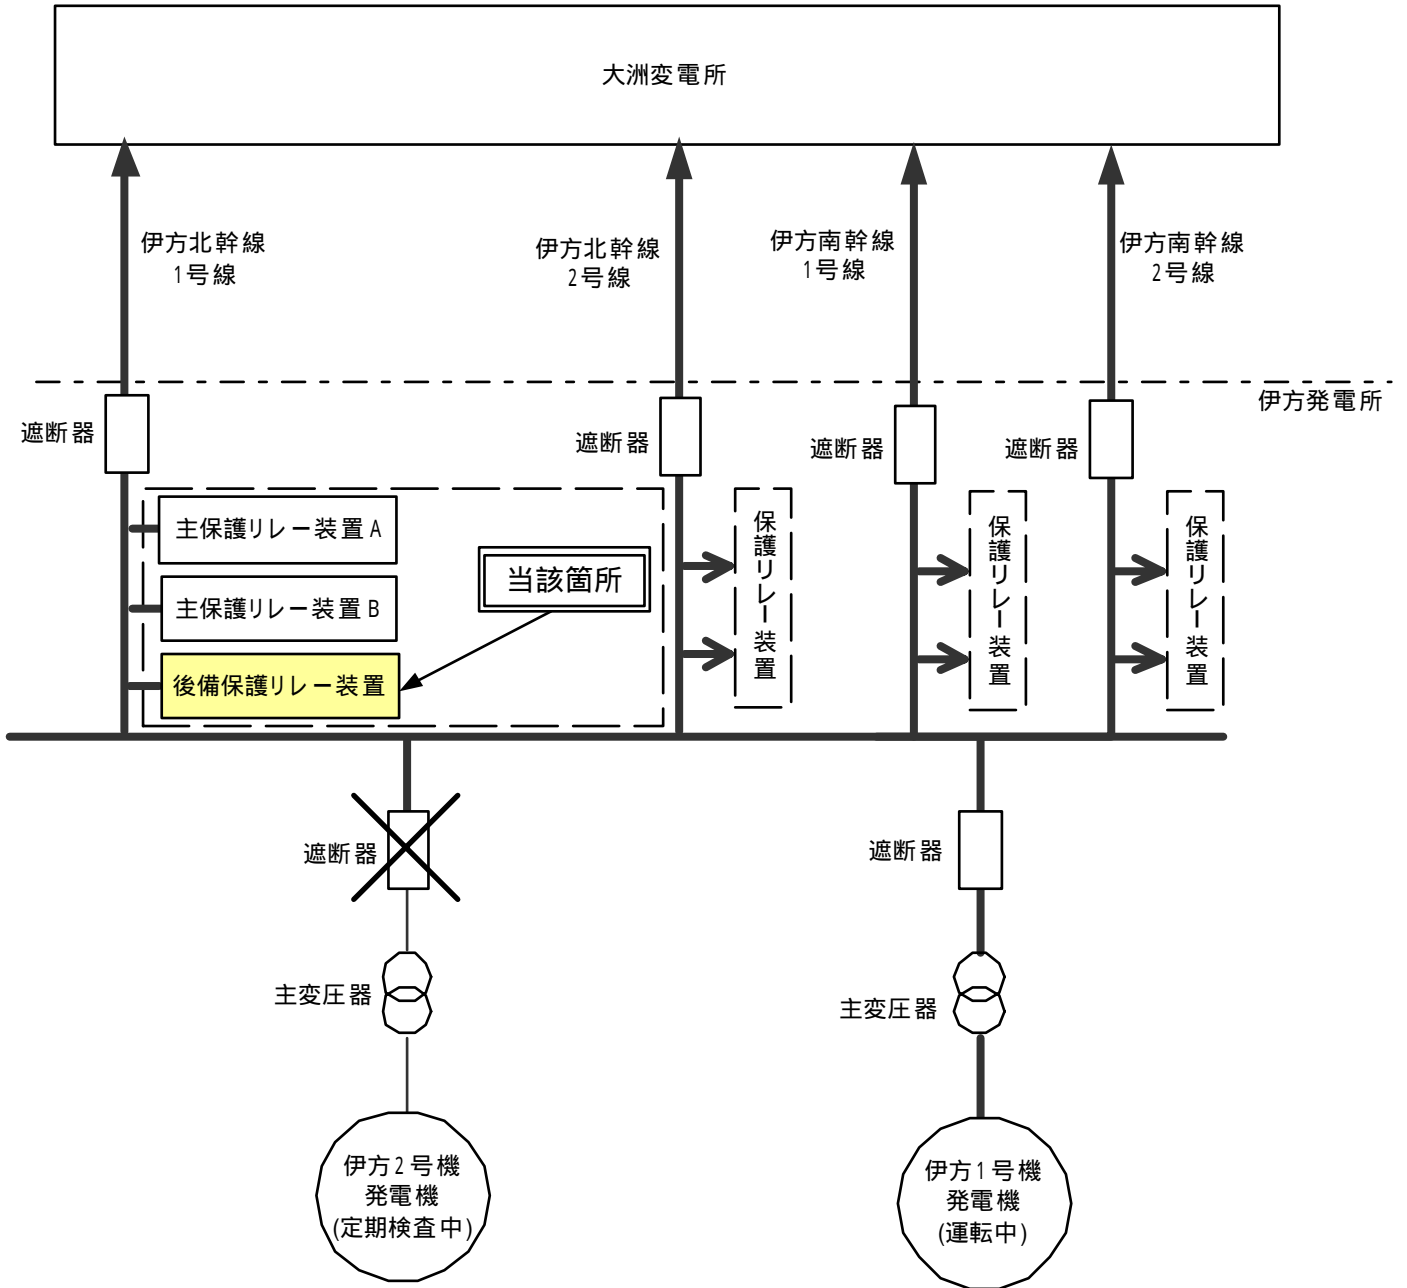 大洲変電所
伊方北幹線
1号線
伊方北幹線
2号線
伊方南幹線
1号線
伊方南幹線
2号線
伊方発電所
遮断器
遮断器
遮断器
遮断器
主保護リレー装置A
主保護リレー装置B
後備保護リレー装置
当該箇所
保護リレー装置
保護リレー装置
保護リレー装置
遮断器
遮断器
主変圧器
主変圧器
伊方2号機
発電機
(定期検査中)
伊方1号機
発電機
(運転中)